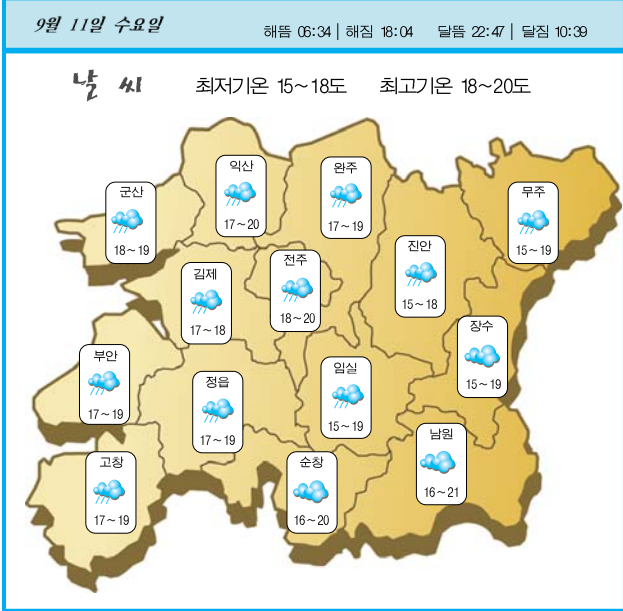 9월 11일 수요일
해뜸 06:34 | 해짐 18:04 달뜸 22:47 | 달짐 10:39
날 씨 최저기온 15~18도 최고기온 18~20도
익산
17~20
완주
17~19
군산
18~19
무주
15~19
진안
15~18
전주
18~20
김제
17~18
장수
15~19
부안
17~19
임실
15~19
정읍
17~19
남원
16~21
고창
17~19
순창
16~20